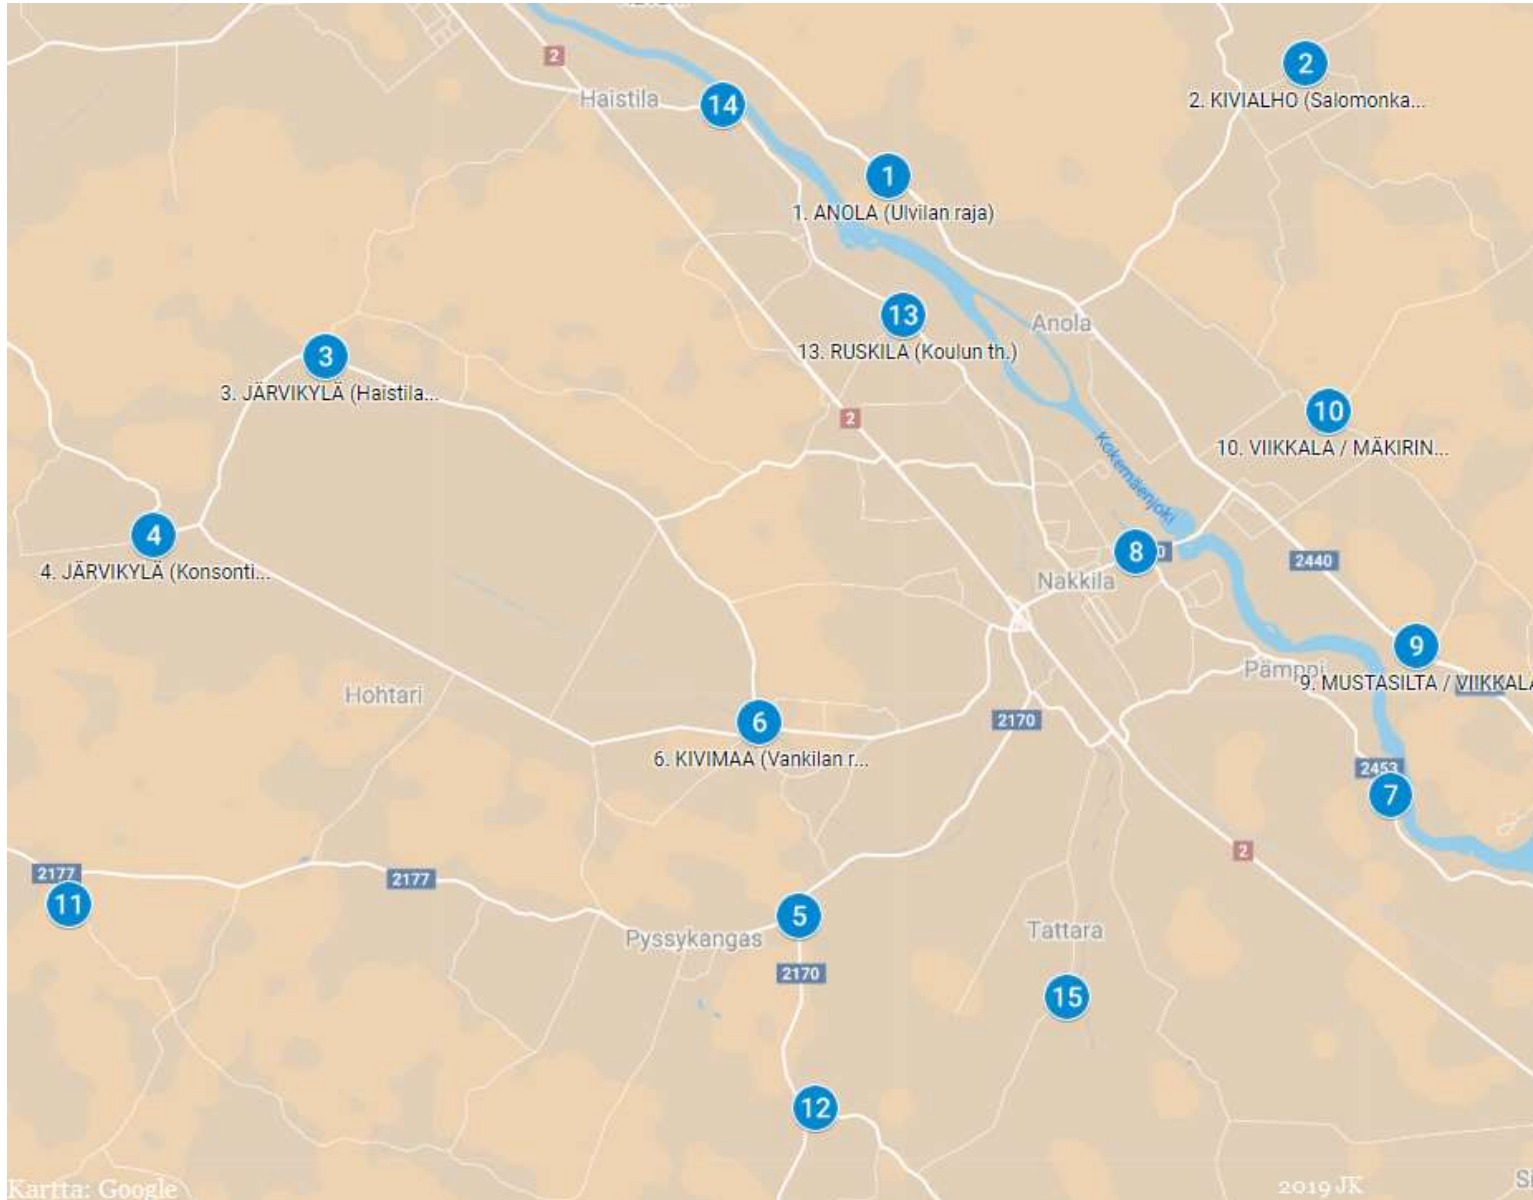 2
2
2. KIVIALHO (Salomonka...
Haistila
14
1
1. ANOLA (Ulvilan raja)
13
Anola
13. RUSKILA (Koulun th.)
3
3. JÄRVIKYLÄ (Haistila...
2
10
10. VIIKKALA / MÄKIRIN...
Kokemäenjoki
4
4. JÄRVIKYLÄ (Konsonti...
8
0
2440
Nakkila
9
Pämppi
9. MUSTASILTA / VIIKKALA
Hohtari
6
2170
6. KIVIMAA (Vankilan r...
2453
7
2
2177
2177
11
5
Pyssykangas
Tattara
2170
15
12
Kartta: Google
2019 JK